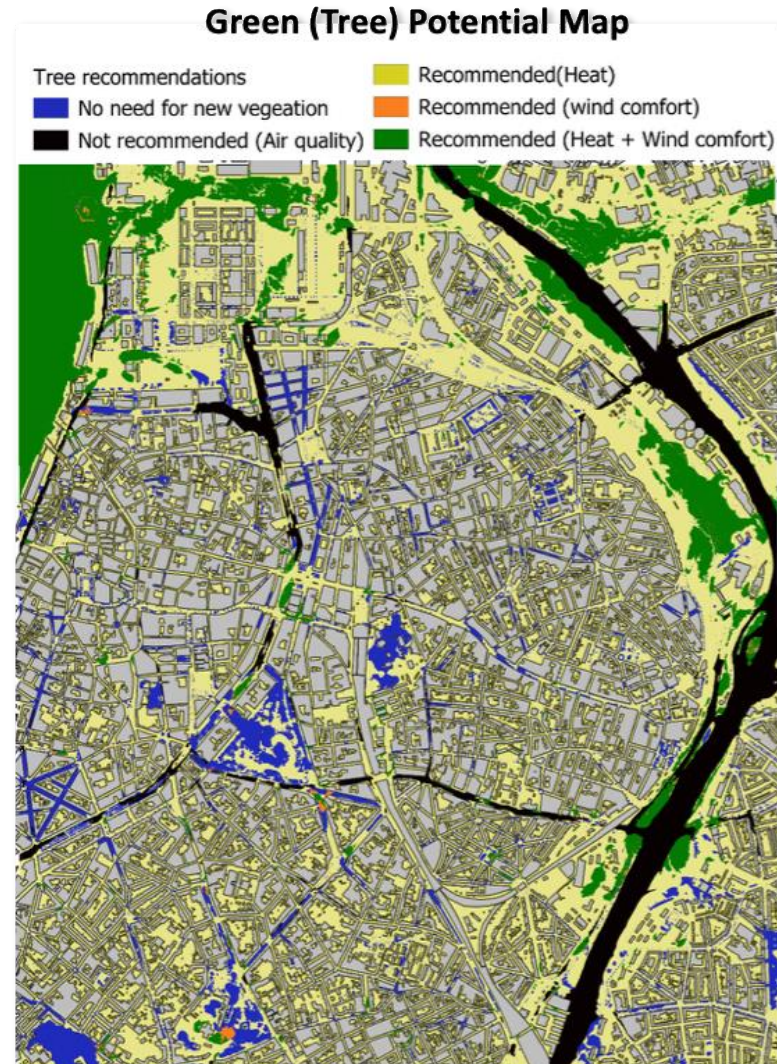 Green (Tree) Potential Map
Tree recommendations
No need for new vegeation
Not recommended (Air quality)
Recommended(Heat)
Recommended (wind comfort)
Recommended (Heat + Wind comfort)